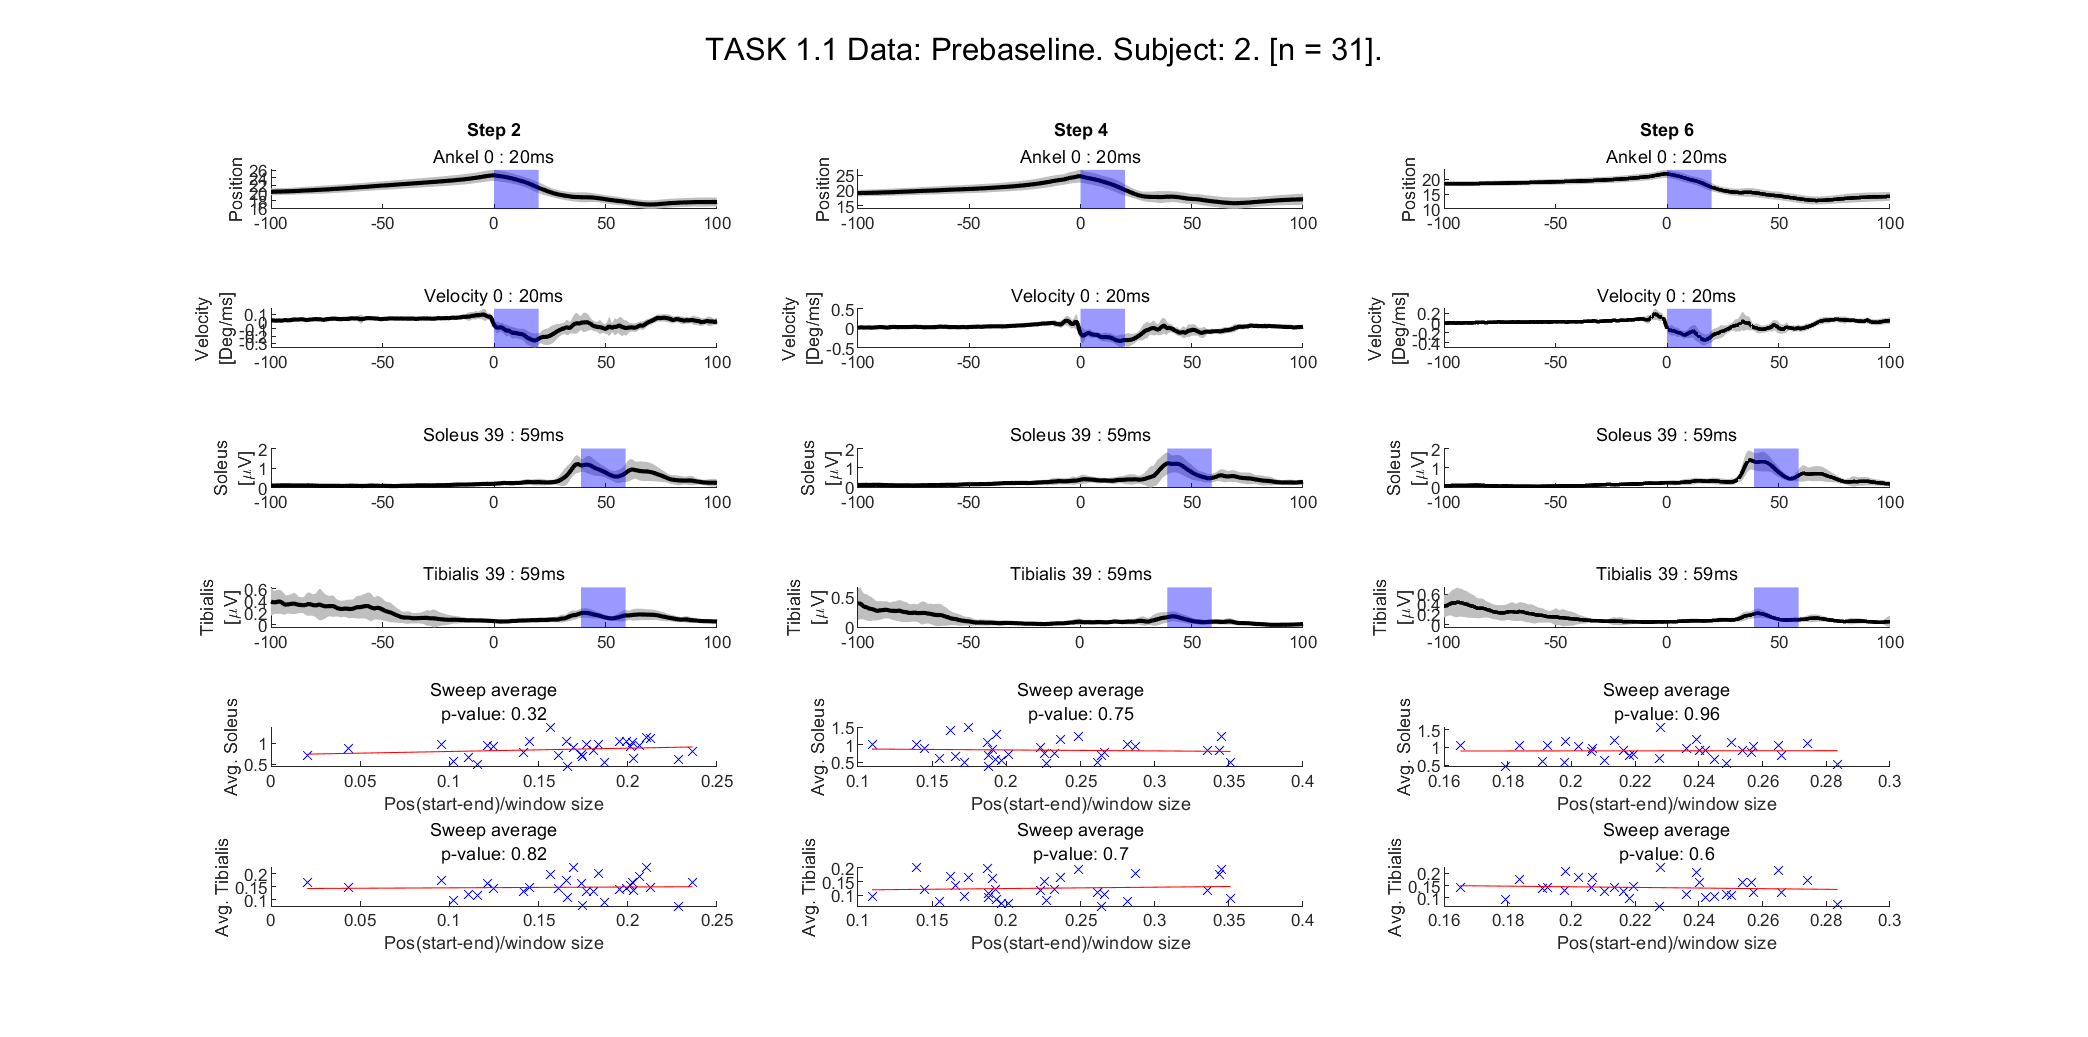 TASK 1.1 Data: Prebaseline. Subject: 2. [n = 31].
Step 2
Ankel 0 : 20ms
Position
26
24
22
20
18
16
-100 -50 0 50 100
Velocity 0 : 20ms
Velocity
[Deg/ms]
0.1
0
-100 -50 0 50 100
Soleus 39 : 59ms
Soleus
[μV]
2
1
0
-100 -50 0 50 100
Tibialis 39 : 59ms
Tibialis
[μV]
0.6
0.4
0.2
-100 -50 0 50 100
Sweep average
p-value: 0.32
Avg. Soleus
1
0.5
0 0.05 0.1 0.15 0.2 0.25
Pos(start-end)/window size
Sweep average
p-value: 0.82
Avg. Tibialis
0.2
0.15
0.1
0 0.05 0.1 0.15 0.2 0.25
Pos(start-end)/window size
Step 4
Ankel 0 : 20ms
Position
25
20
15
-100 -50 0 50 100
Velocity 0 : 20ms
Velocity
[Deg/ms]
0.5
0
-0.5
-100 -50 0 50 100
Soleus 39 : 59ms
Soleus
[μV]
2
1
0
-100 -50 0 50 100
Tibialis 39 : 59ms
Tibialis
[μV]
0.5
0
-100 -50 0 50 100
Sweep average
p-value: 0.75
Avg. Soleus
1.5
1
0.5
0.1 0.15 0.2 0.25 0.3 0.35 0.4
Pos(start-end)/window size
Sweep average
p-value: 0.7
Avg. Tibialis
0.2
0.15
0.1
0.1 0.15 0.2 0.25 0.3 0.35 0.4
Pos(start-end)/window size
Step 6
Ankel 0 : 20ms
Position
20
15
10
-100 -50 0 50 100
Velocity 0 : 20ms
Velocity
[Deg/ms]
0.2
0
-0.2
-0.4
-100 -50 0 50 100
Soleus 39 : 59ms
Soleus
[μV]
2
1
0
-100 -50 0 50 100
Tibialis 39 : 59ms
Tibialis
[μV]
0.6
0.4
0.2
0
-100 -50 0 50 100
Sweep average
p-value: 0.96
Avg. Soleus
1.5
1
0.5
0.16 0.18 0.2 0.22 0.24 0.26 0.28 0.3
Pos(start-end)/window size
Sweep average
p-value: 0.6
Avg. Tibialis
0.2
0.15
0.1
0.16 0.18 0.2 0.22 0.24 0.26 0.28 0.3
Pos(start-end)/window size